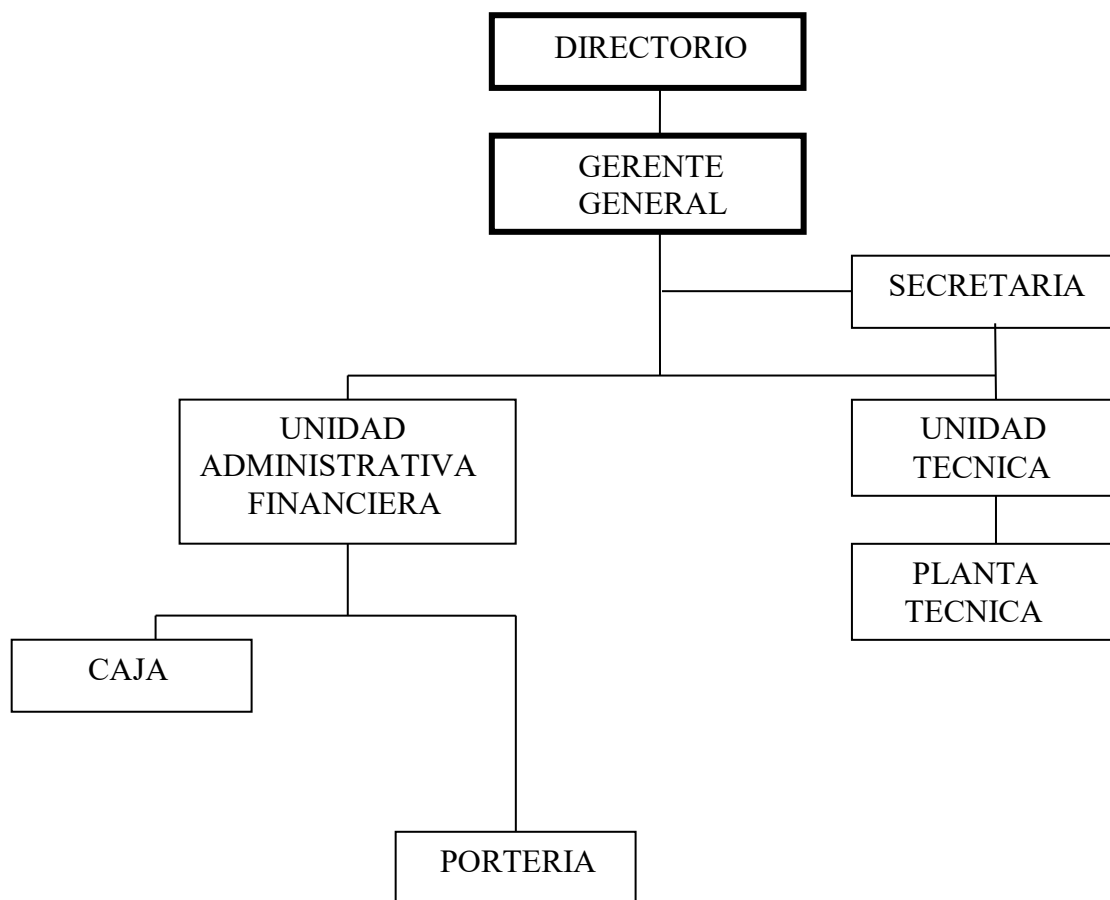 DIRECTORIO
GERENTE
GENERAL
SECRETARIA
UNIDAD
ADMINISTRATIVA
FINANCIERA
UNIDAD
TECNICA
PLANTA
TECNICA
CAJA
PORTERIA